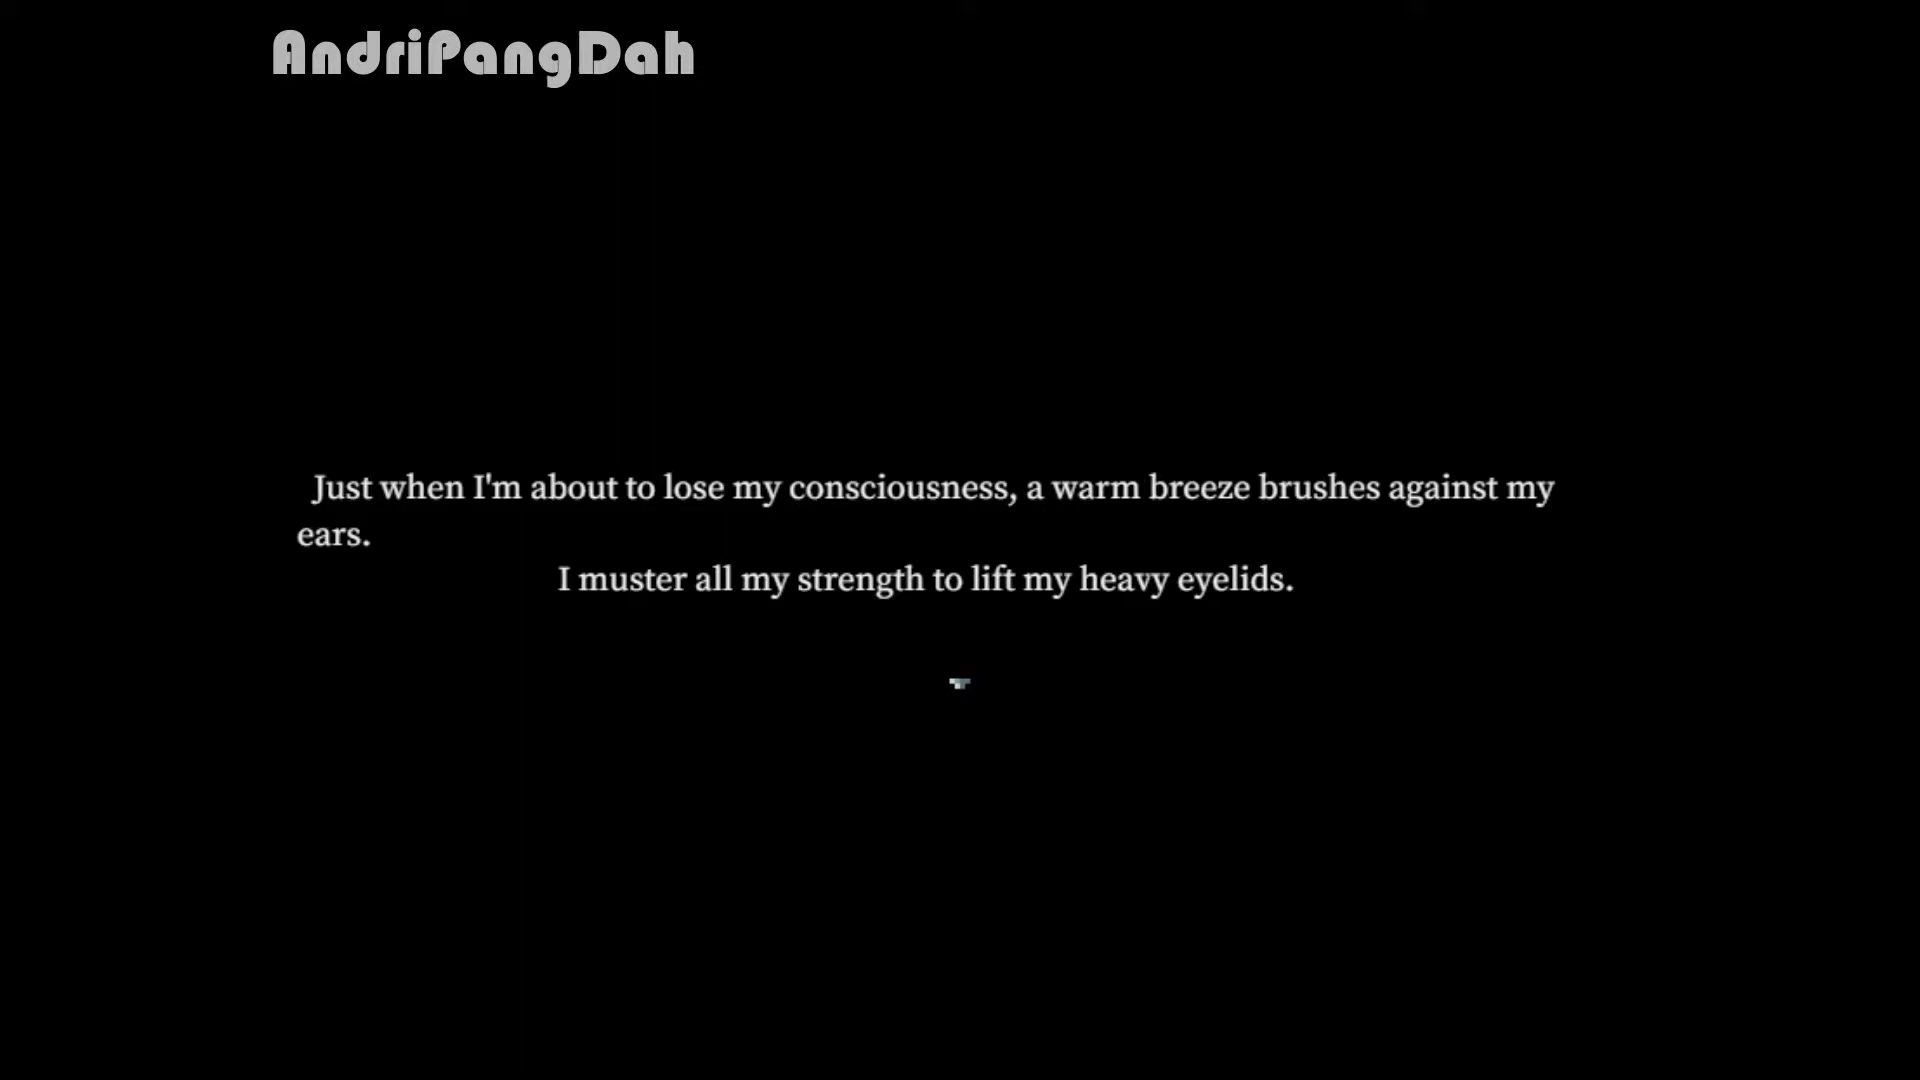 AndriPangDah
Just when I'm about to lose my consciousness, a warm breeze brushes against my
ears.
I muster all my strength to lift my heavy eyelids.